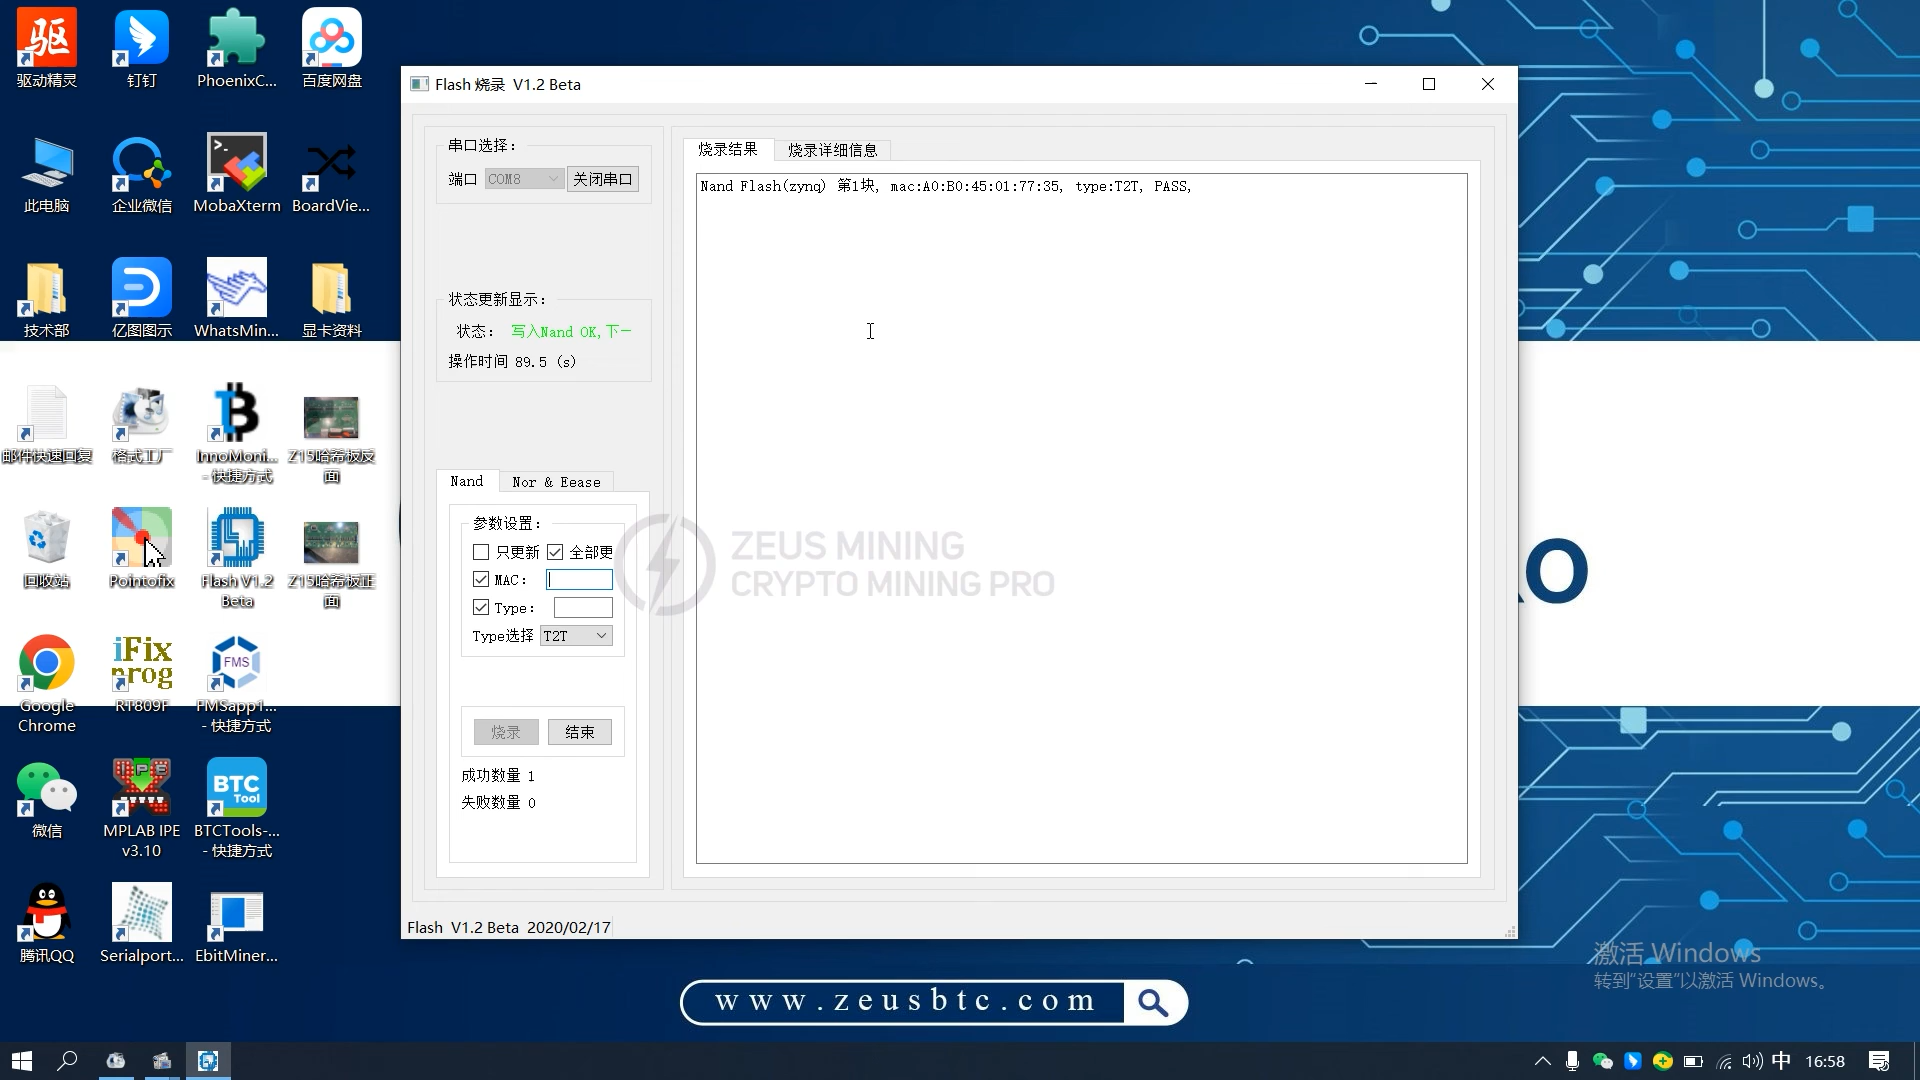 驱动精灵
钉钉
PhoenixC...
百度网盘
此电脑
企业微信
MobaXterm
BoardVie...
技术部
亿图图示
WhatsMin...
显卡资料
邮件快速回复
格式工厂
InnoMoni...
- 快捷方式
Z15哈希板反
面
回收站
Pointofix
Flash V1.2
Beta
Z15哈希板正
面
Google
Chrome
iFix
prog
RT809F
FMS
FMSapp1...
- 快捷方式
微信
IPE
MPLAB IPE
v3.10
BTC
Tool
BTCTools-...
- 快捷方式
腾讯QQ
Serialport...
EbitMiner...
Flash 烧录 V1.2 Beta
串口选择：
端口 COM8 关闭串口
状态更新显示：
状态： 写入Nand OK,下一
操作时间 89.5 (s)
Nand
Nor & Eease
参数设置：
只更新 全部更
MAC：
Type：
Type选择 T2T
烧录 结束
成功数量 1
失败数量 0
烧录结果
烧录详细信息
Nand Flash(zynq) 第1块, mac:A0:B0:45:01:77:35, type:T2T, PASS,
ZEUS MINING
CRYPTO MINING PRO
Flash V1.2 Beta 2020/02/17
RO
激活 Windows
转到"设置"以激活 Windows。
www.zeusbtc.com
中
16:58